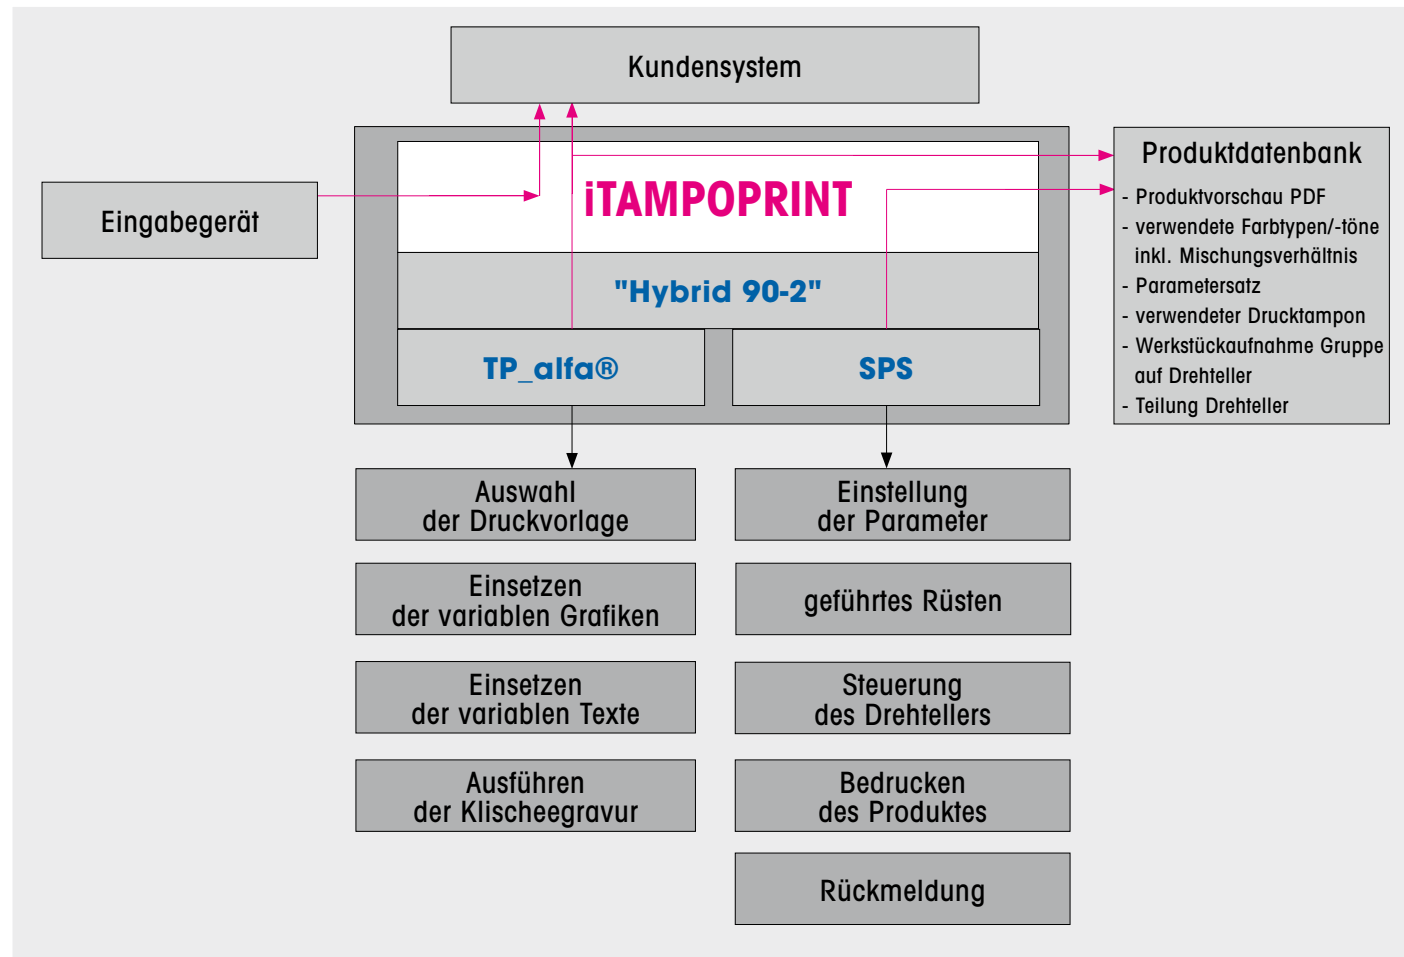 Kundensystem
Eingabegerät
iTAMPOPRINT
"Hybrid 90-2"
TP_alfa®
SPS
Produktdatenbank
- Produktvorschau PDF
- verwendete Farbtypen/-töne
inkl. Mischungsverhältnis
- Parametersatz
- verwendeter Drucktampon
- Werkstückaufnahme Gruppe
auf Drehteller
- Teilung Drehteller
Auswahl
der Druckvorlage
Einsetzen
der variablen Grafiken
Einsetzen
der variablen Texte
Ausführen
der Klischeegravur
Einstellung
der Parameter
geführtes Rüsten
Steuerung
des Drehtellers
Bedrucken
des Produktes
Rückmeldung